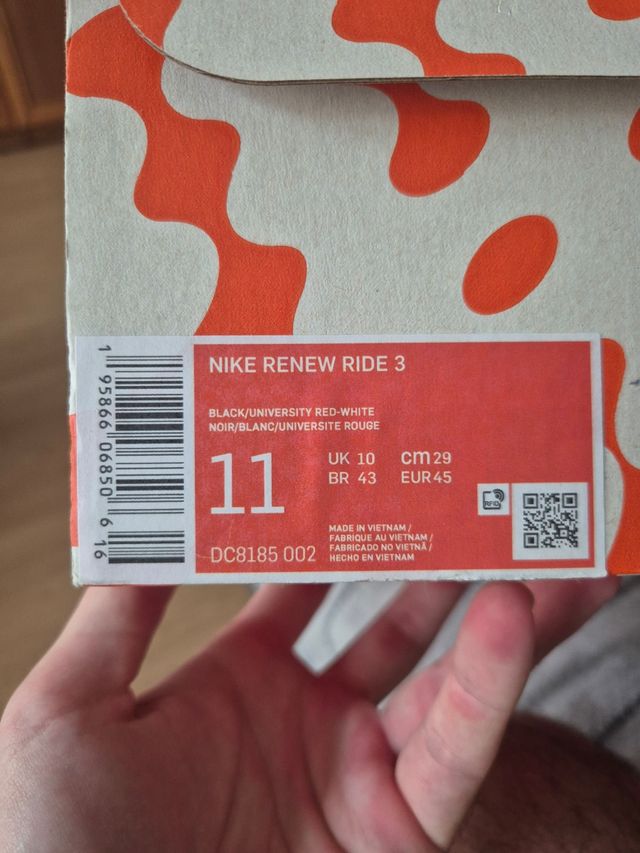 NIKE RENEW RIDE 3
BLACK/UNIVERSITY RED-WHITE
NOIR/BLANC/UNIVERSITE ROUGE
11
UK 10
cm 29
BR 43
EUR 45
DC8185 002
MADE IN VIETNAM /
FABRIQUE AU VIETNAM /
FABRICADO NO VIETNÃ /
HECHO EN VIETNAM
RFID
1 95866 06850 6 16